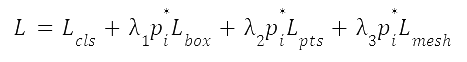 L = L_cls + λ_1 p_i^* L_box + λ_2 p_i^* L_pts + λ_3 p_i^* L_mesh